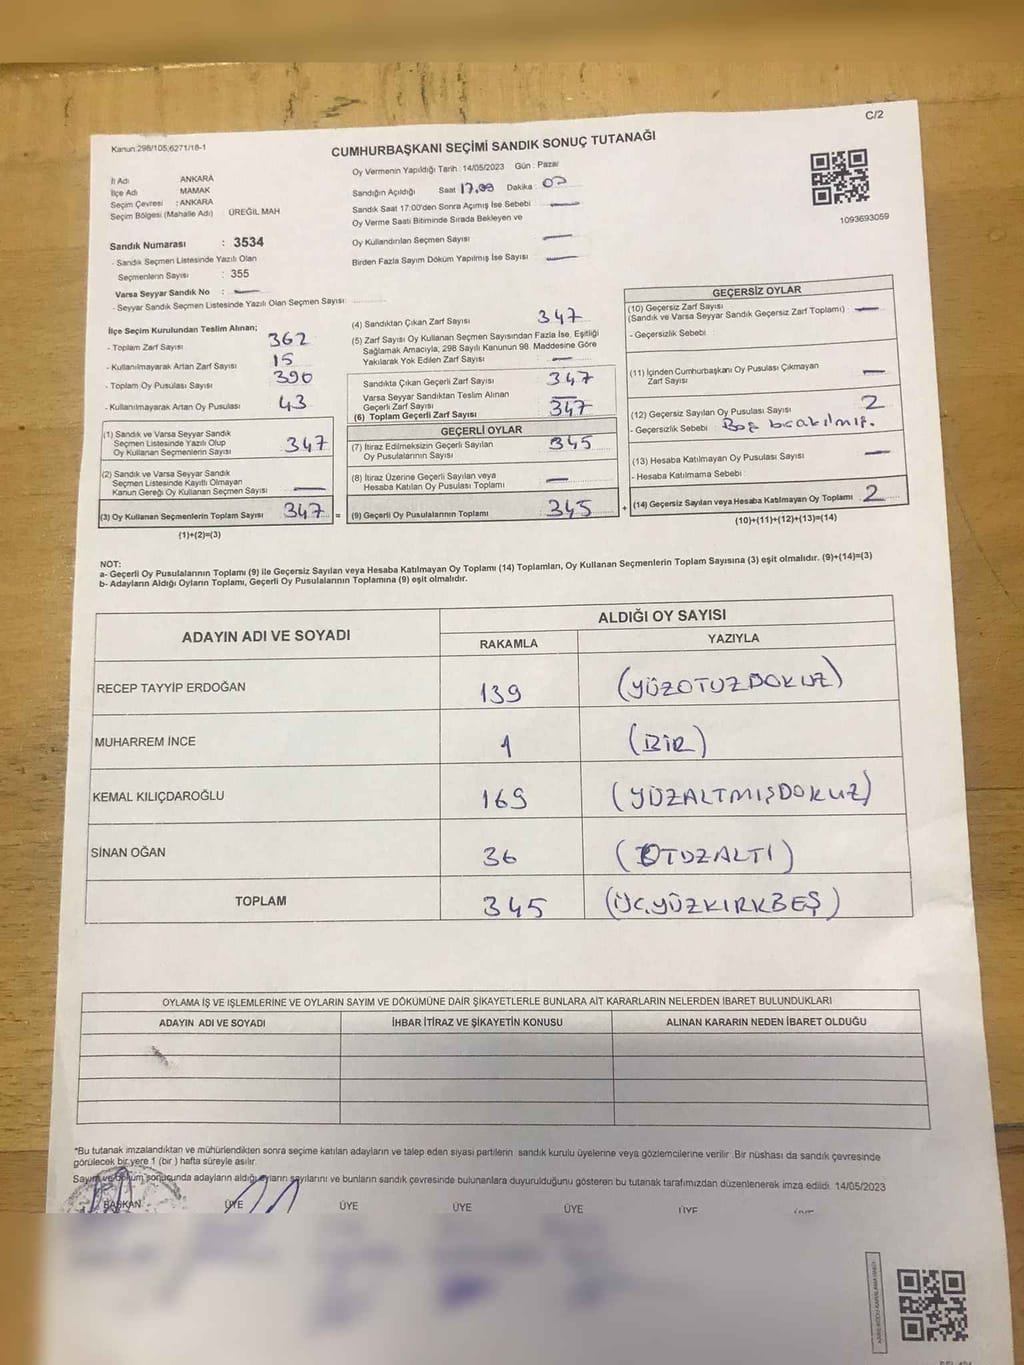 C/2
Kanun:298/105;6271/18-1
CUMHURBAŞKANI SEÇİMİ SANDIK SONUÇ TUTANAĞI
İl Adı ANKARA
İlçe Adı MAMAK
Seçim Çevresi : ANKARA
Seçim Bölgesi (Mahalle Adı) ÜREĞİL MAH
Sandık Numarası : 3534
- Sandık Seçmen Listesinde Yazılı Olan
Seçmenlerin Sayısı : 355
Varsa Seyyar Sandık No : —
- Seyyar Sandık Seçmen Listesinde Yazılı Olan Seçmen Sayısı:
Oy Vermenin Yapıldığı Tarih : 14/05/2023 Gün : Pazar
Sandığın Açıldığı Saat 17,00 Dakika : 07
Sandık Saat 17:00'den Sonra Açımış İse Sebebi —
Oy Verme Saati Bitiminde Sırada Bekleyen ve
Oy Kullandırılan Seçmen Sayısı —
Birden Fazla Sayım Döküm Yapılmış İse Sayısı —
1093693059
İlçe Seçim Kurulundan Teslim Alınan;
- Toplam Zarf Sayısı 362
- Kullanılmayarak Artan Zarf Sayısı 15
- Toplam Oy Pusulası Sayısı 390
- Kullanılmayarak Artan Oy Pusulası 43
(1) Sandık ve Varsa Seyyar Sandık
Seçmen Listesinde Yazılı Olup
Oy Kullanan Seçmenlerin Sayısı 347
(2) Sandık ve Varsa Seyyar Sandık
Seçmen Listesinde Kayıtlı Olmayan
Kanun Gereği Oy Kullanan Seçmen Sayısı —
(3) Oy Kullanan Seçmenlerin Toplam Sayısı 347 =
(1)+(2)=(3)
(4) Sandıktan Çıkan Zarf Sayısı 347
(5) Zarf Sayısı Oy Kullanan Seçmen Sayısından Fazla İse, Eşitliği
Sağlamak Amacıyla, 298 Sayılı Kanunun 98. Maddesine Göre
Yakılarak Yok Edilen Zarf Sayısı —
Sandıkta Çıkan Geçerli Zarf Sayısı 347
Varsa Seyyar Sandıktan Teslim Alınan
Geçerli Zarf Sayısı —
(6) Toplam Geçerli Zarf Sayısı 347
GEÇERLİ OYLAR
(7) İtiraz Edilmeksizin Geçerli Sayılan
Oy Pusulalarının Sayısı 345
(8) İtiraz Üzerine Geçerli Sayılan veya
Hesaba Katılan Oy Pusulası Toplamı —
(9) Geçerli Oy Pusulalarının Toplamı 345 +
GEÇERSİZ OYLAR
(10) Geçersiz Zarf Sayısı
(Sandık ve Varsa Seyyar Sandık Geçersiz Zarf Toplamı) : —
- Geçersizlik Sebebi :
(11) İçinden Cumhurbaşkanı Oy Pusulası Çıkmayan
Zarf Sayısı —
(12) Geçersiz Sayılan Oy Pusulası Sayısı 2
- Geçersizlik Sebebi : Boş bırakılmış.
(13) Hesaba Katılmayan Oy Pusulası Sayısı —
- Hesaba Katılmama Sebebi :
(14) Geçersiz Sayılan veya Hesaba Katılmayan Oy Toplamı 2
(10)+(11)+(12)+(13)=(14)
NOT:
a- Geçerli Oy Pusulalarının Toplamı (9) ile Geçersiz Sayılan veya Hesaba Katılmayan Oy Toplamı (14) Toplamları, Oy Kullanan Seçmenlerin Toplam Sayısına (3) eşit olmalıdır. (9)+(14)=(3)
b- Adayların Aldığı Oyların Toplamı, Geçerli Oy Pusulalarının Toplamına (9) eşit olmalıdır.
ADAYIN ADI VE SOYADI ALDIĞI OY SAYISI
RAKAMLA YAZIYLA
RECEP TAYYİP ERDOĞAN 139 (YÜZOTUZDOKUZ)
MUHARREM İNCE 1 (BİR)
KEMAL KILIÇDAROĞLU 169 (YÜZALTMIŞDOKUZ)
SİNAN OĞAN 36 (OTUZALTI)
TOPLAM 345 (ÜÇYÜZKIRKBEŞ)
OYLAMA İŞ VE İŞLEMLERİNE VE OYLARIN SAYIM VE DÖKÜMÜNE DAİR ŞİKAYETLERLE BUNLARA AİT KARARLARIN NELERDEN İBARET BULUNDUKLARI
ADAYIN ADI VE SOYADI İHBAR İTİRAZ VE ŞİKAYETİN KONUSU ALINAN KARARIN NEDEN İBARET OLDUĞU
*Bu tutanak imzalandıktan ve mühürlendikten sonra seçime katılan adayların ve talep eden siyasi partilerin sandık kurulu üyelerine veya gözlemcilerine verilir. Bir nüshası da sandık çevresinde
görülecek bir yere 1 (bir ) hafta süreyle asılır.
Sayım ve döküm sonucunda adayların aldığı oyların sayılarını ve bunların sandık çevresinde bulunanlara duyurulduğunu gösteren bu tutanak tarafımızdan düzenlenerek imza edildi. 14/05/2023
BAŞKAN ÜYE ÜYE ÜYE ÜYE ÜYE ÜYE